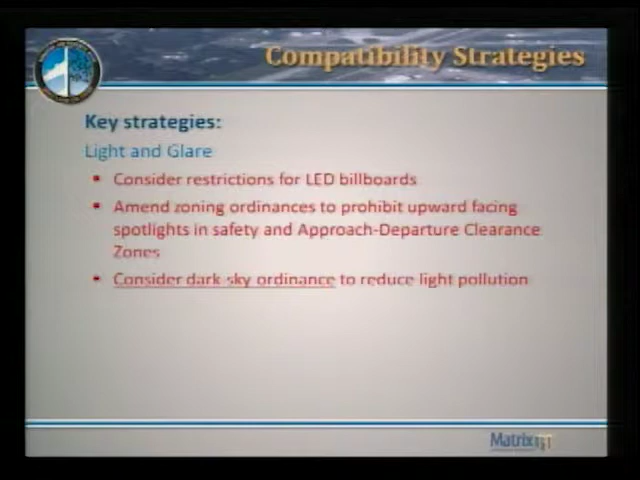 Compatibility Strategies
Key strategies:
Light and Glare
• Consider restrictions for LED billboards
• Amend zoning ordinances to prohibit upward facing
spotlights in safety and Approach-Departure Clearance
Zones
• Consider dark sky ordinance to reduce light pollution
Matrix